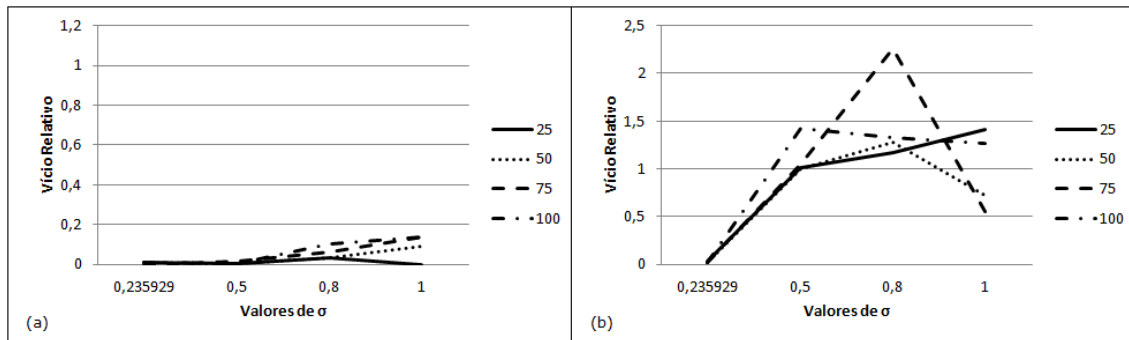 1,2
1
0,8
0,6
0,4
0,2
0
Vício Relativo
0,235929 0,5 0,8 1
Valores de σ
25
50
75
100
(a)
2,5
2
1,5
1
0,5
0
Vício Relativo
0,235929 0,5 0,8 1
Valores de σ
25
50
75
100
(b)